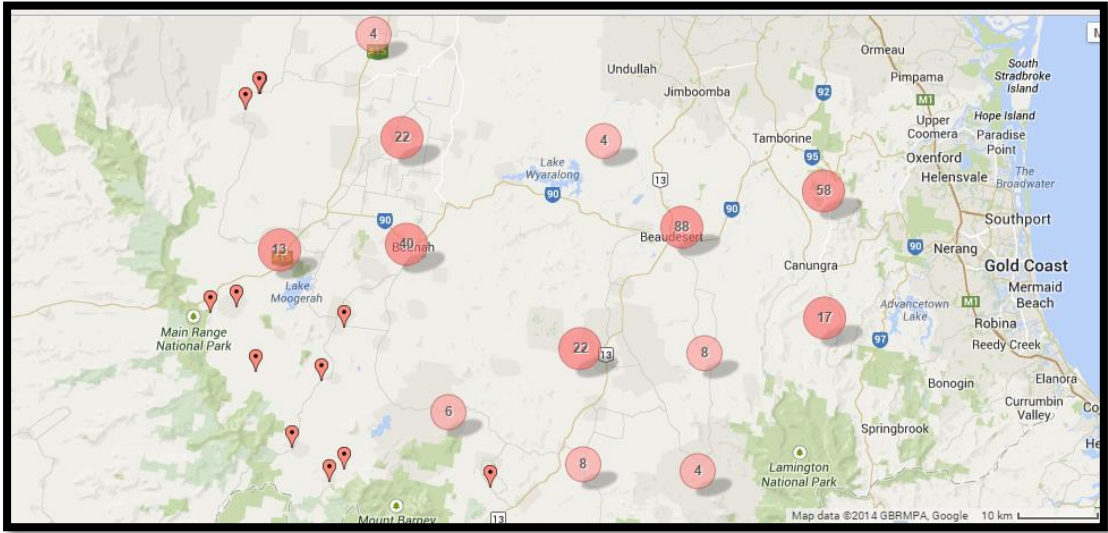 4
Ormeau
Undullah
South
Stradbroke
Island
Pimpama
Jimboomba
92
M1
Upper
Coomera
Hope Island
Paradise
Point
22
4
Tamborine
95
Oxenford
Lake
Wyaralong
Helensvale
The
Broadwater
13
58
90
90
90
88
Southport
Beaudesert
40
13
90
Nerang
Gold Coast
Canungra
Lake
Moogerah
Mermaid
Beach
Advancetown
Lake
M1
17
Robina
Main Range
National Park
97
Reedy Creek
22
13
8
Elanora
Bonogin
Currumbin
Valley
Co
6
Springbrook
He
8
4
Lamington
National Park
Mount Barney
13
Map data ©2014 GBRMPA, Google
10 km